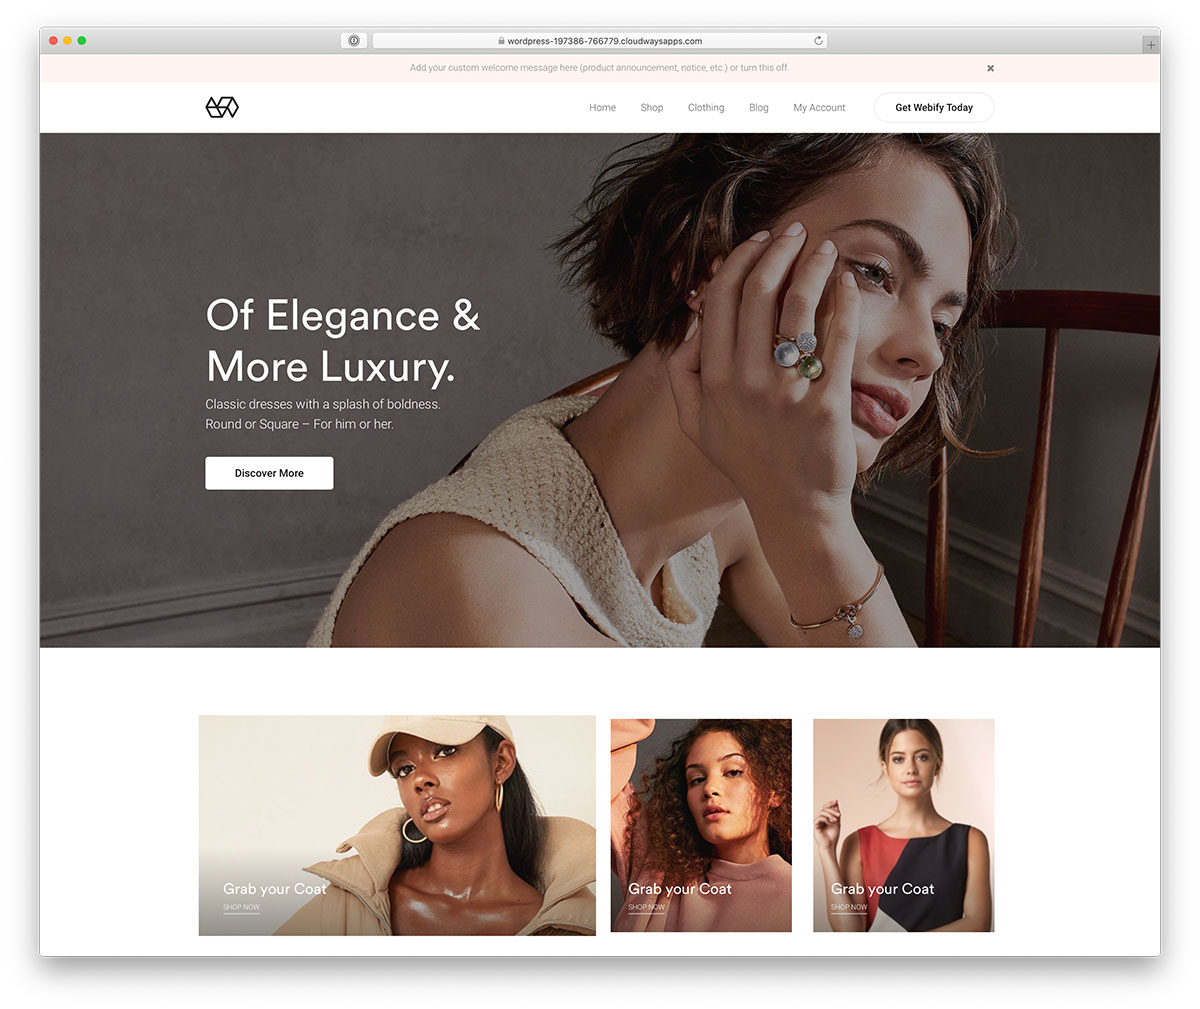 wordpress-197386-766779.cloudwaysapps.com
Add your custom welcome message here (product announcement, notice, etc.) or turn this off.
Home Shop Clothing Blog My Account Get Webify Today
Of Elegance &
More Luxury.
Classic dresses with a splash of boldness.
Round or Square – For him or her.
Discover More
Grab your Coat
SHOP NOW
Grab your Coat
SHOP NOW
Grab your Coat
SHOP NOW